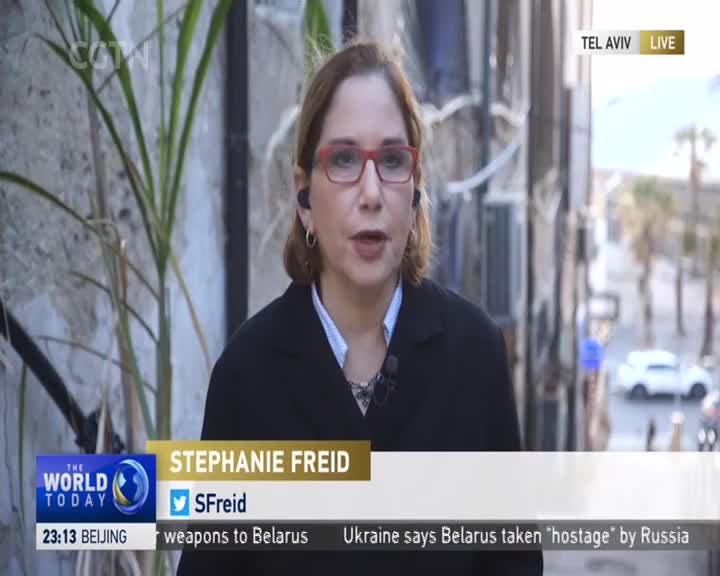 CGTN
TEL AVIV LIVE
STEPHANIE FREID
SFreid
THE WORLD TODAY
23:13 BEIJING
weapons to Belarus Ukraine says Belarus taken "hostage" by Russia